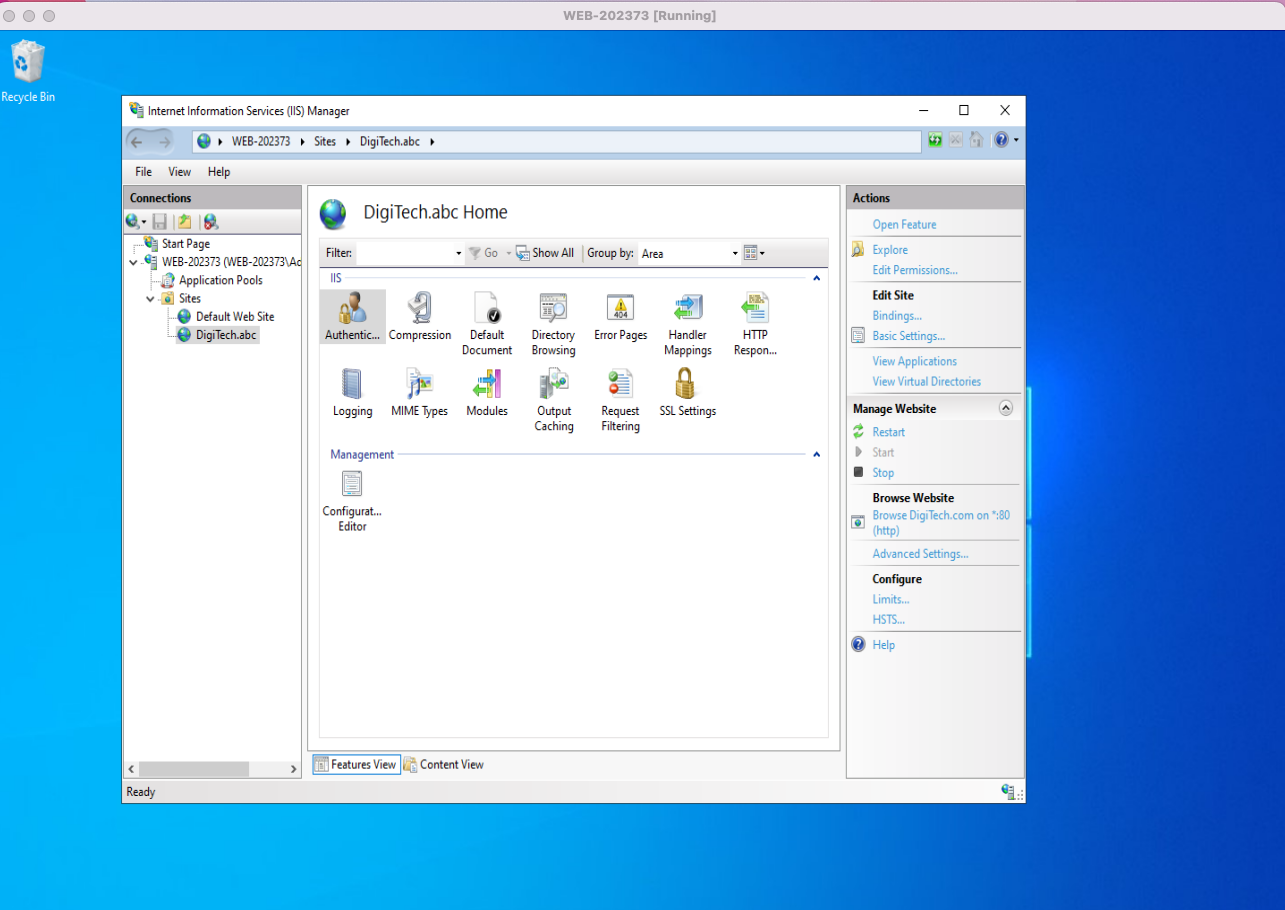 WEB-202373 [Running]
Recycle Bin
Internet Information Services (IIS) Manager
WEB-202373 Sites DigiTech.abc
File View Help
Connections
Start Page
WEB-202373 (WEB-202373\Ad
Application Pools
Sites
Default Web Site
DigiTech.abc
DigiTech.abc Home
Filter: Go Show All Group by: Area
IIS
Authentic... Compression Default Document Directory Browsing Error Pages Handler Mappings HTTP Respon...
Logging MIME Types Modules Output Caching Request Filtering SSL Settings
Management
Configurat...
Editor
Features View Content View
Ready
Actions
Open Feature
Explore
Edit Permissions...
Edit Site
Bindings...
Basic Settings...
View Applications
View Virtual Directories
Manage Website
Restart
Start
Stop
Browse Website
Browse DigiTech.com on *:80
(http)
Advanced Settings...
Configure
Limits...
HSTS...
Help